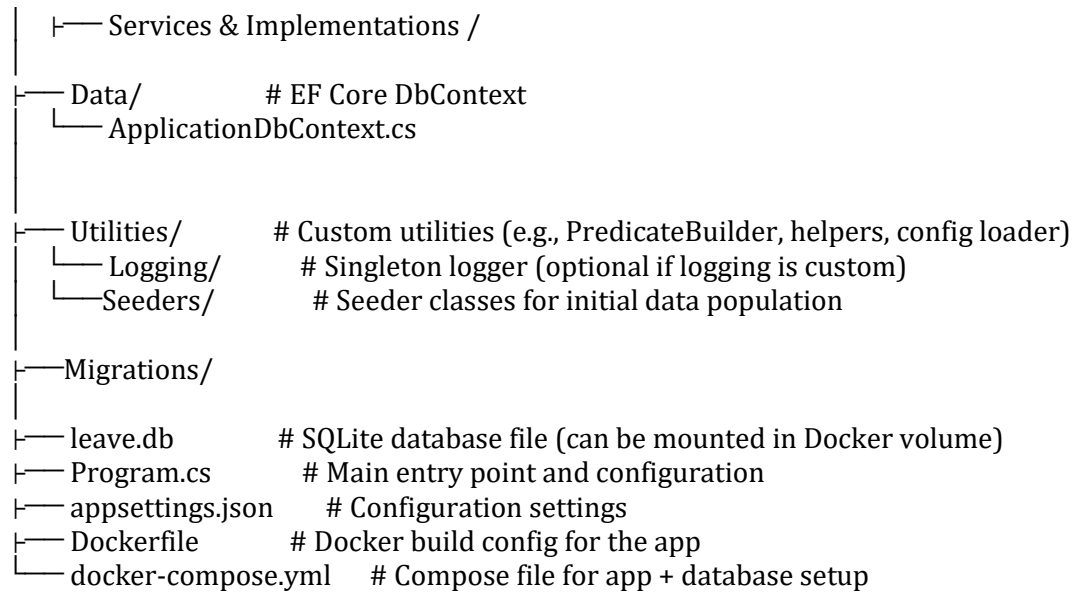 │   ├── Services & Implementations /
│
├── Data/              # EF Core DbContext
│   └── ApplicationDbContext.cs
│
│
├── Utilities/         # Custom utilities (e.g., PredicateBuilder, helpers, config loader)
│   └── Logging/         # Singleton logger (optional if logging is custom)
│   └──Seeders/          # Seeder classes for initial data population
│
├──Migrations/
│
├── leave.db           # SQLite database file (can be mounted in Docker volume)
├── Program.cs           # Main entry point and configuration
├── appsettings.json     # Configuration settings
├── Dockerfile          # Docker build config for the app
└── docker-compose.yml   # Compose file for app + database setup